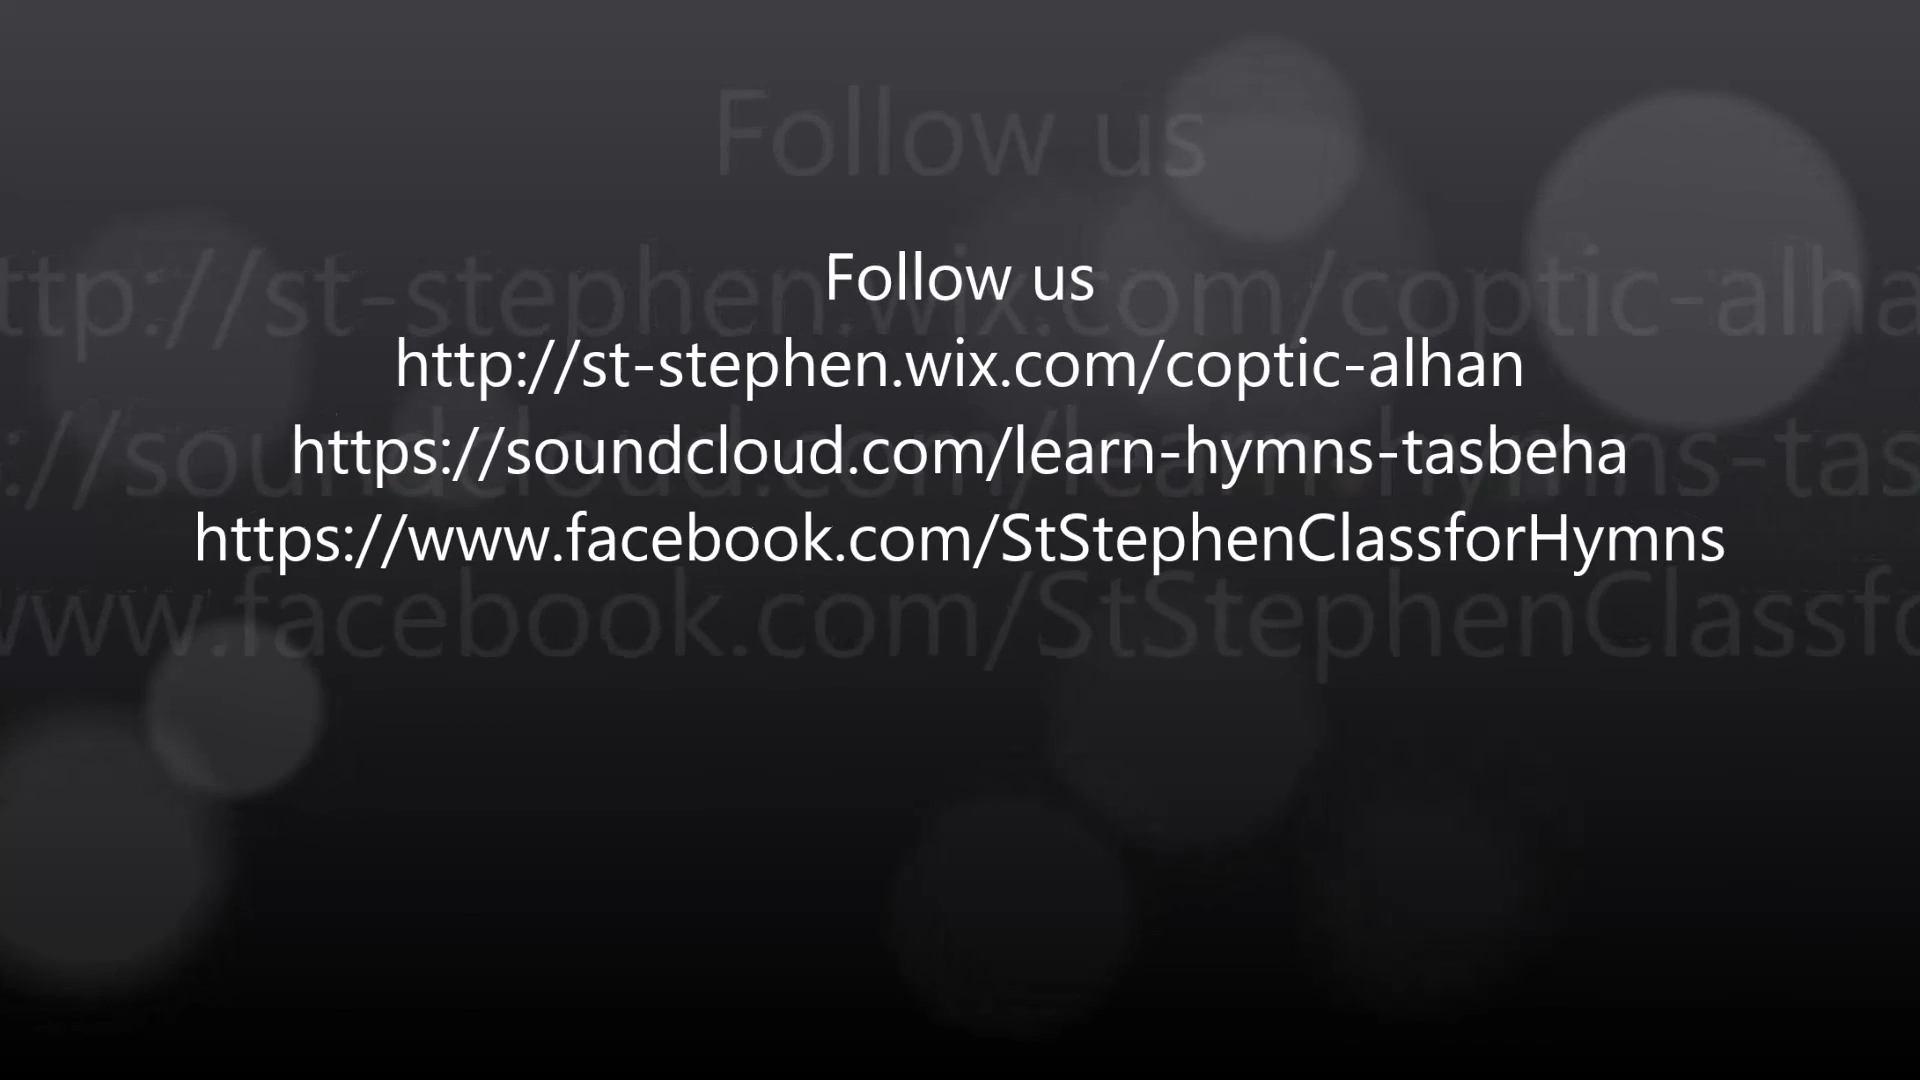 Follow us
http://st-stephen.wix.com/coptic-alhan
https://soundcloud.com/learn-hymns-tasbeha
https://www.facebook.com/StStephenClassforHymns